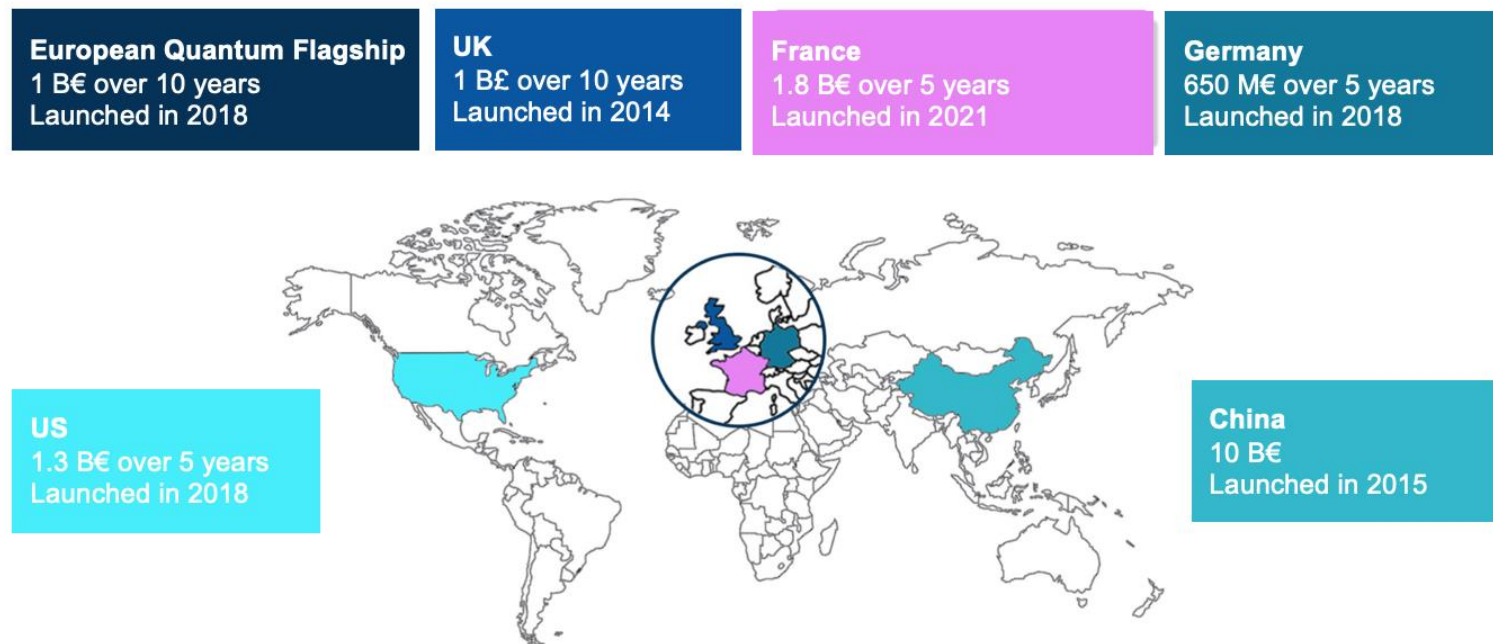 European Quantum Flagship
1 B€ over 10 years
Launched in 2018
UK
1 B£ over 10 years
Launched in 2014
France
1.8 B€ over 5 years
Launched in 2021
Germany
650 M€ over 5 years
Launched in 2018
US
1.3 B€ over 5 years
Launched in 2018
China
10 B€
Launched in 2015